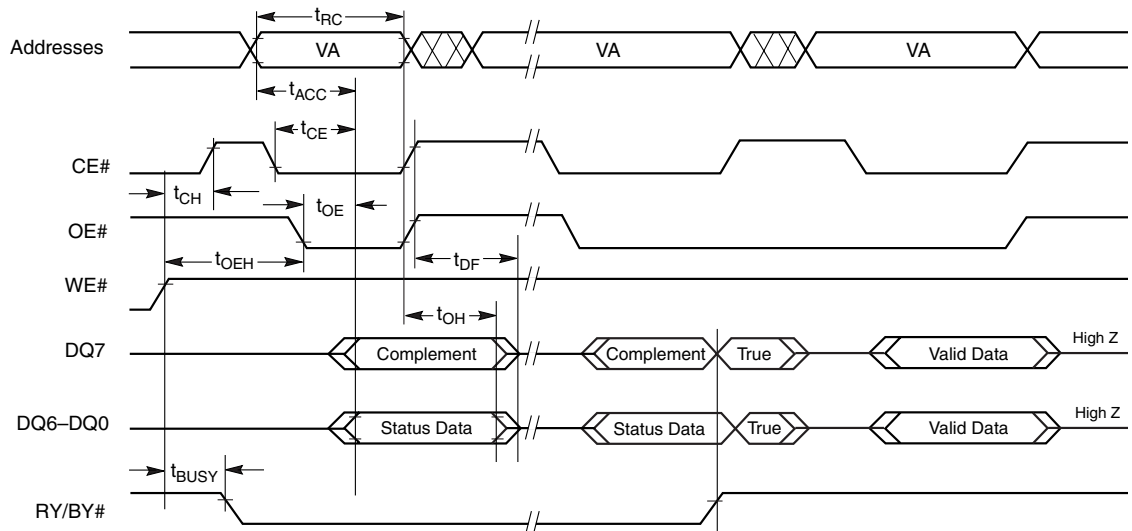 tRC
Addresses VA VA VA
tACC
tCE
CE#
tCH
tOE
OE#
tOEH tDF
WE#
tOH
DQ7 Complement Complement True Valid Data High Z
DQ6–DQ0 Status Data Status Data True Valid Data High Z
tBUSY
RY/BY#